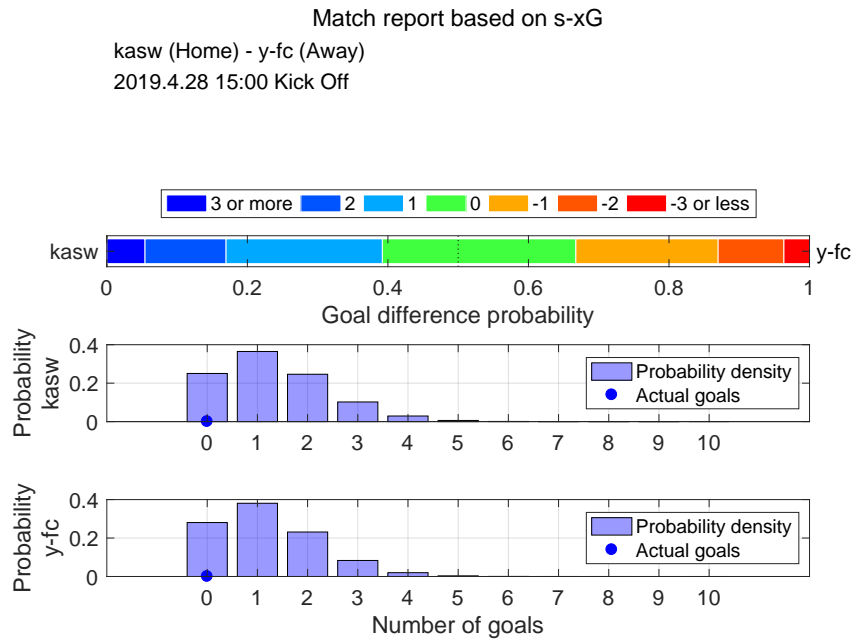 Match report based on s-xG
kasw (Home) - y-fc (Away)
2019.4.28 15:00 Kick Off
3 or more 2 1 0 -1 -2 -3 or less
kasw y-fc
0 0.2 0.4 0.6 0.8 1
Goal difference probability
Probability
kasw
0.4
0.2
0
Probability density
Actual goals
0 1 2 3 4 5 6 7 8 9 10
Probability
y-fc
0.4
0.2
0
Probability density
Actual goals
0 1 2 3 4 5 6 7 8 9 10
Number of goals